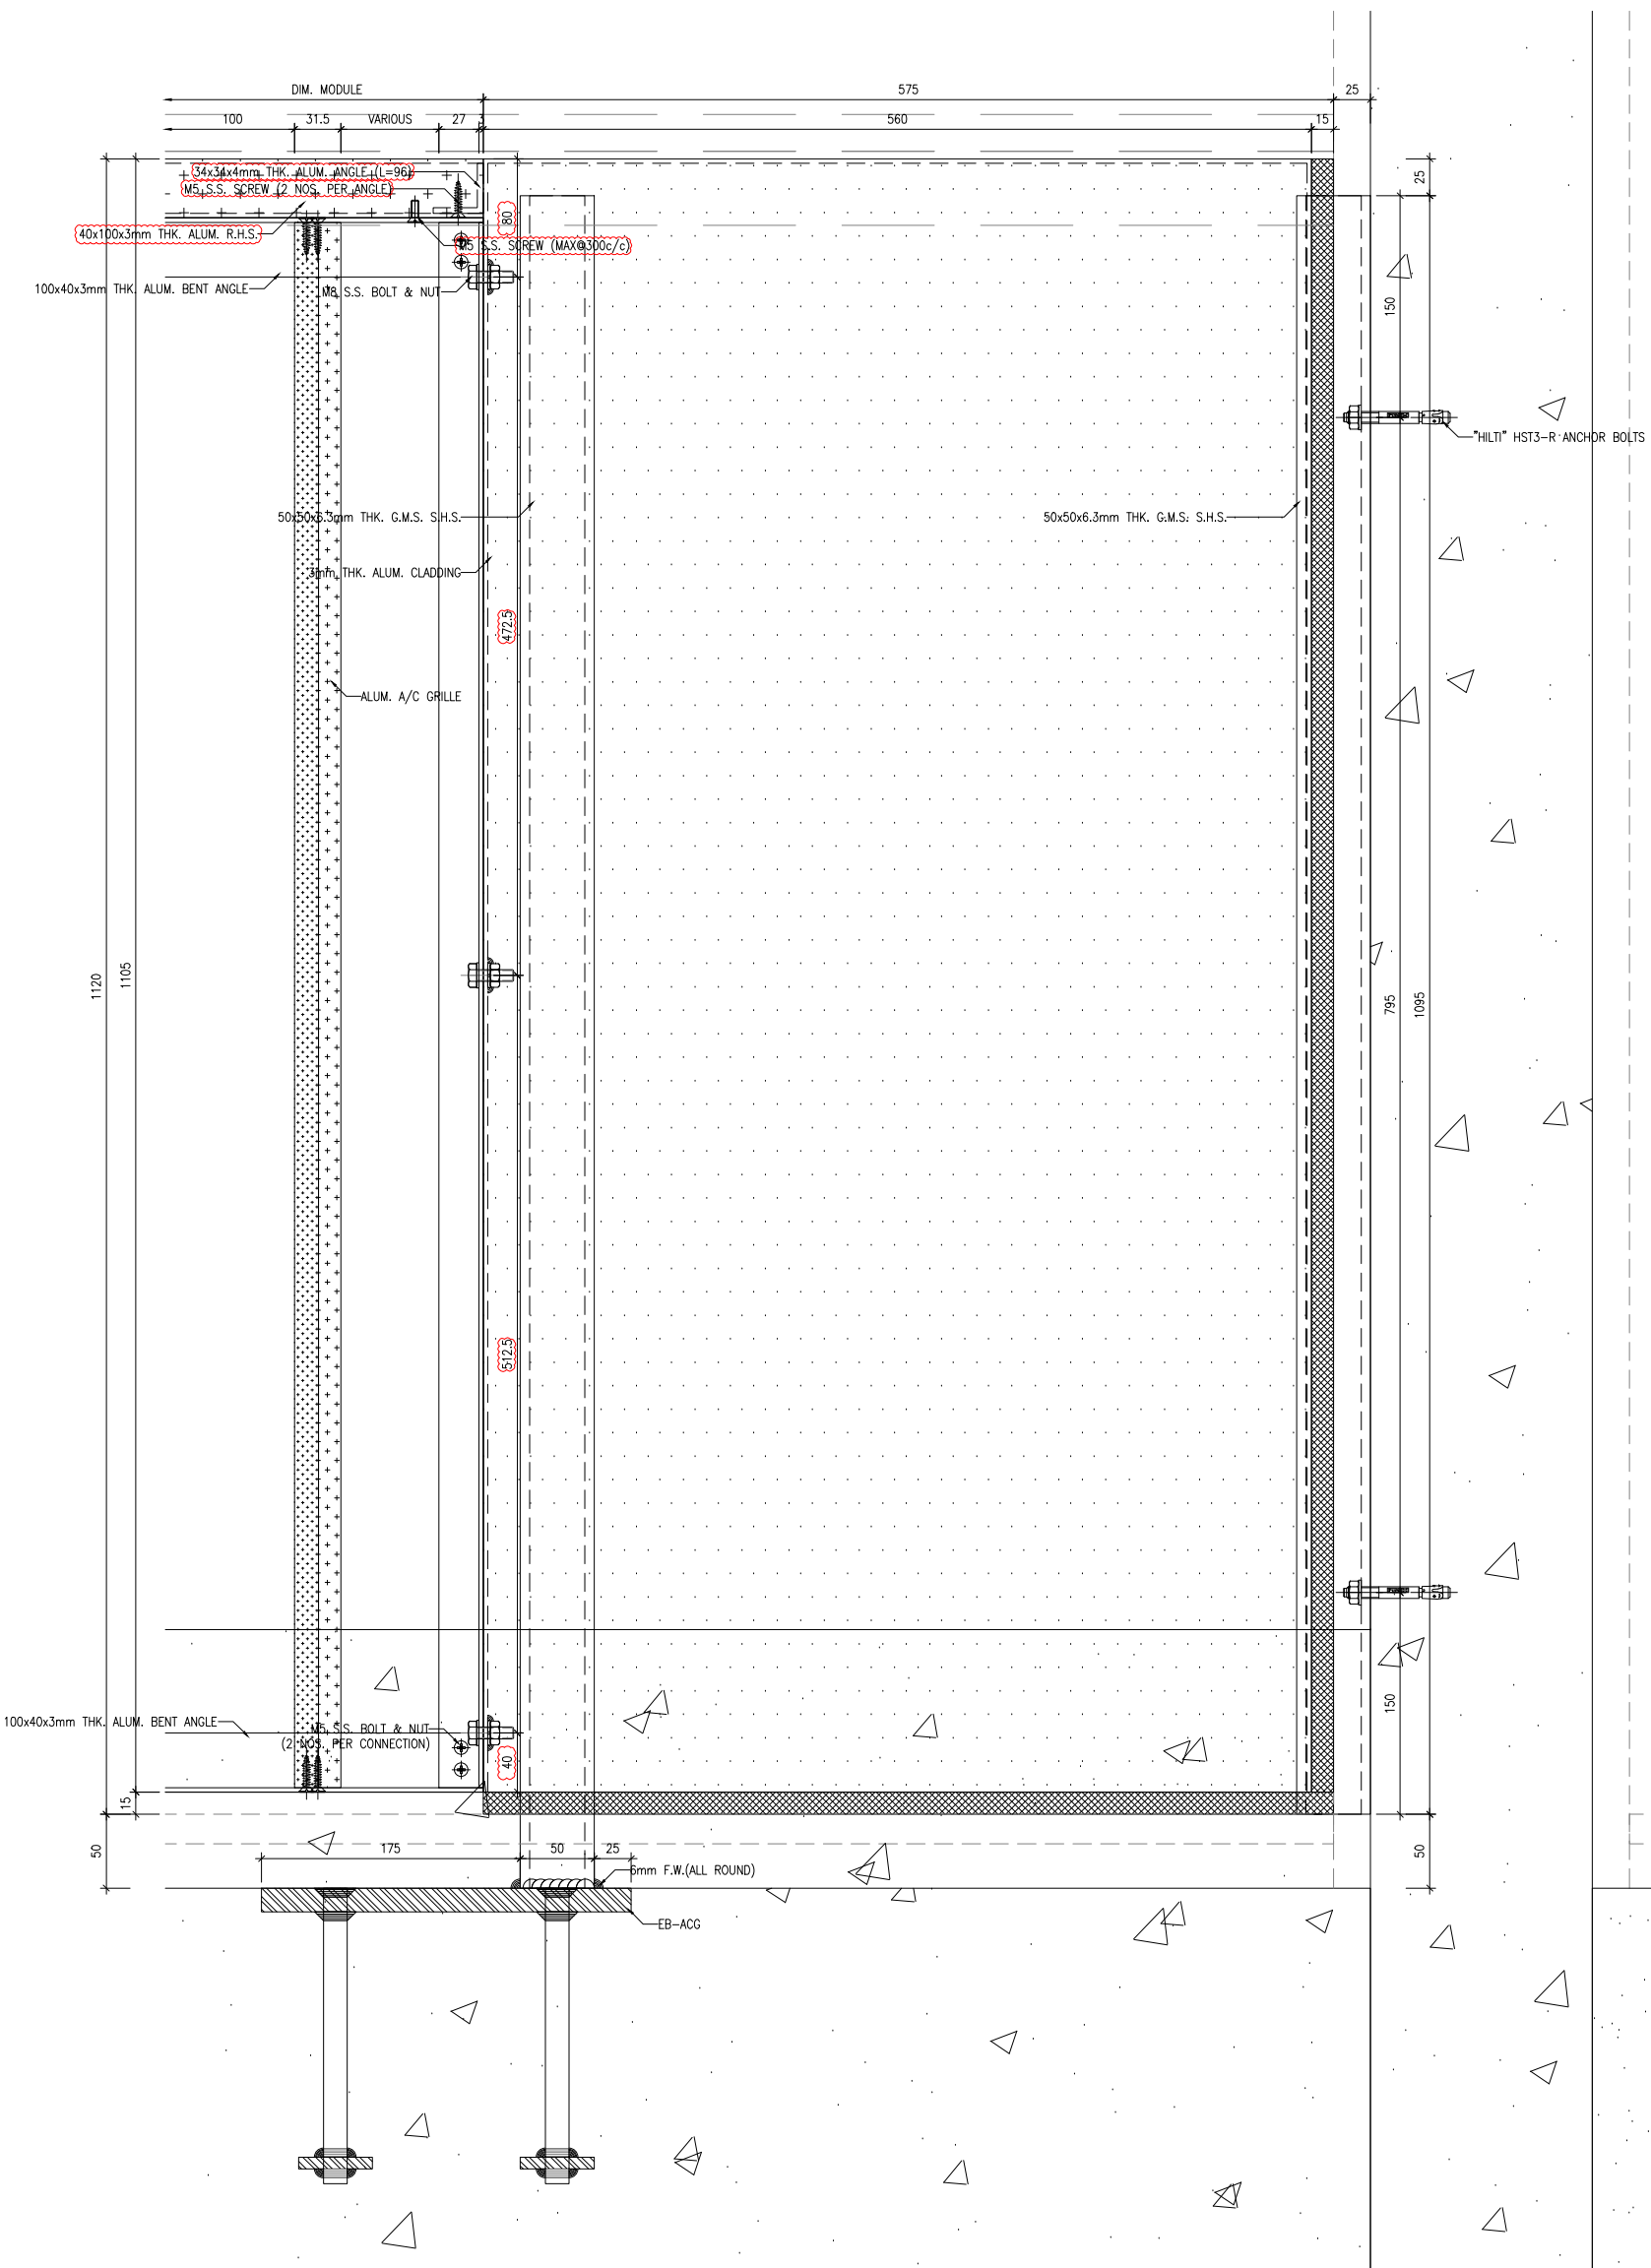 DIM. MODULE
575
25
100
31.5
VARIOUS
27
3
560
15
34x34x4mm THK. ALUM. ANGLE (L=96)
M5 S.S. SCREW (2 NOS. PER ANGLE)
25
80
40x100x3mm THK. ALUM. R.H.S.
M5 S.S. SCREW (MAX@300c/c)
100x40x3mm THK. ALUM. BENT ANGLE
M8 S.S. BOLT & NUT
150
"HILTI" HST3-R ANCHOR BOLTS
50x50x6.3mm THK. G.M.S. S.H.S.
50x50x6.3mm THK. G.M.S. S.H.S.
3mm THK. ALUM. CLADDING
472.5
ALUM. A/C GRILLE
1120
1105
795
1095
512.5
150
100x40x3mm THK. ALUM. BENT ANGLE
M5 S.S. BOLT & NUT
(2 NOS. PER CONNECTION)
40
15
50
175
50
25
50
6mm F.W.(ALL ROUND)
EB-ACG